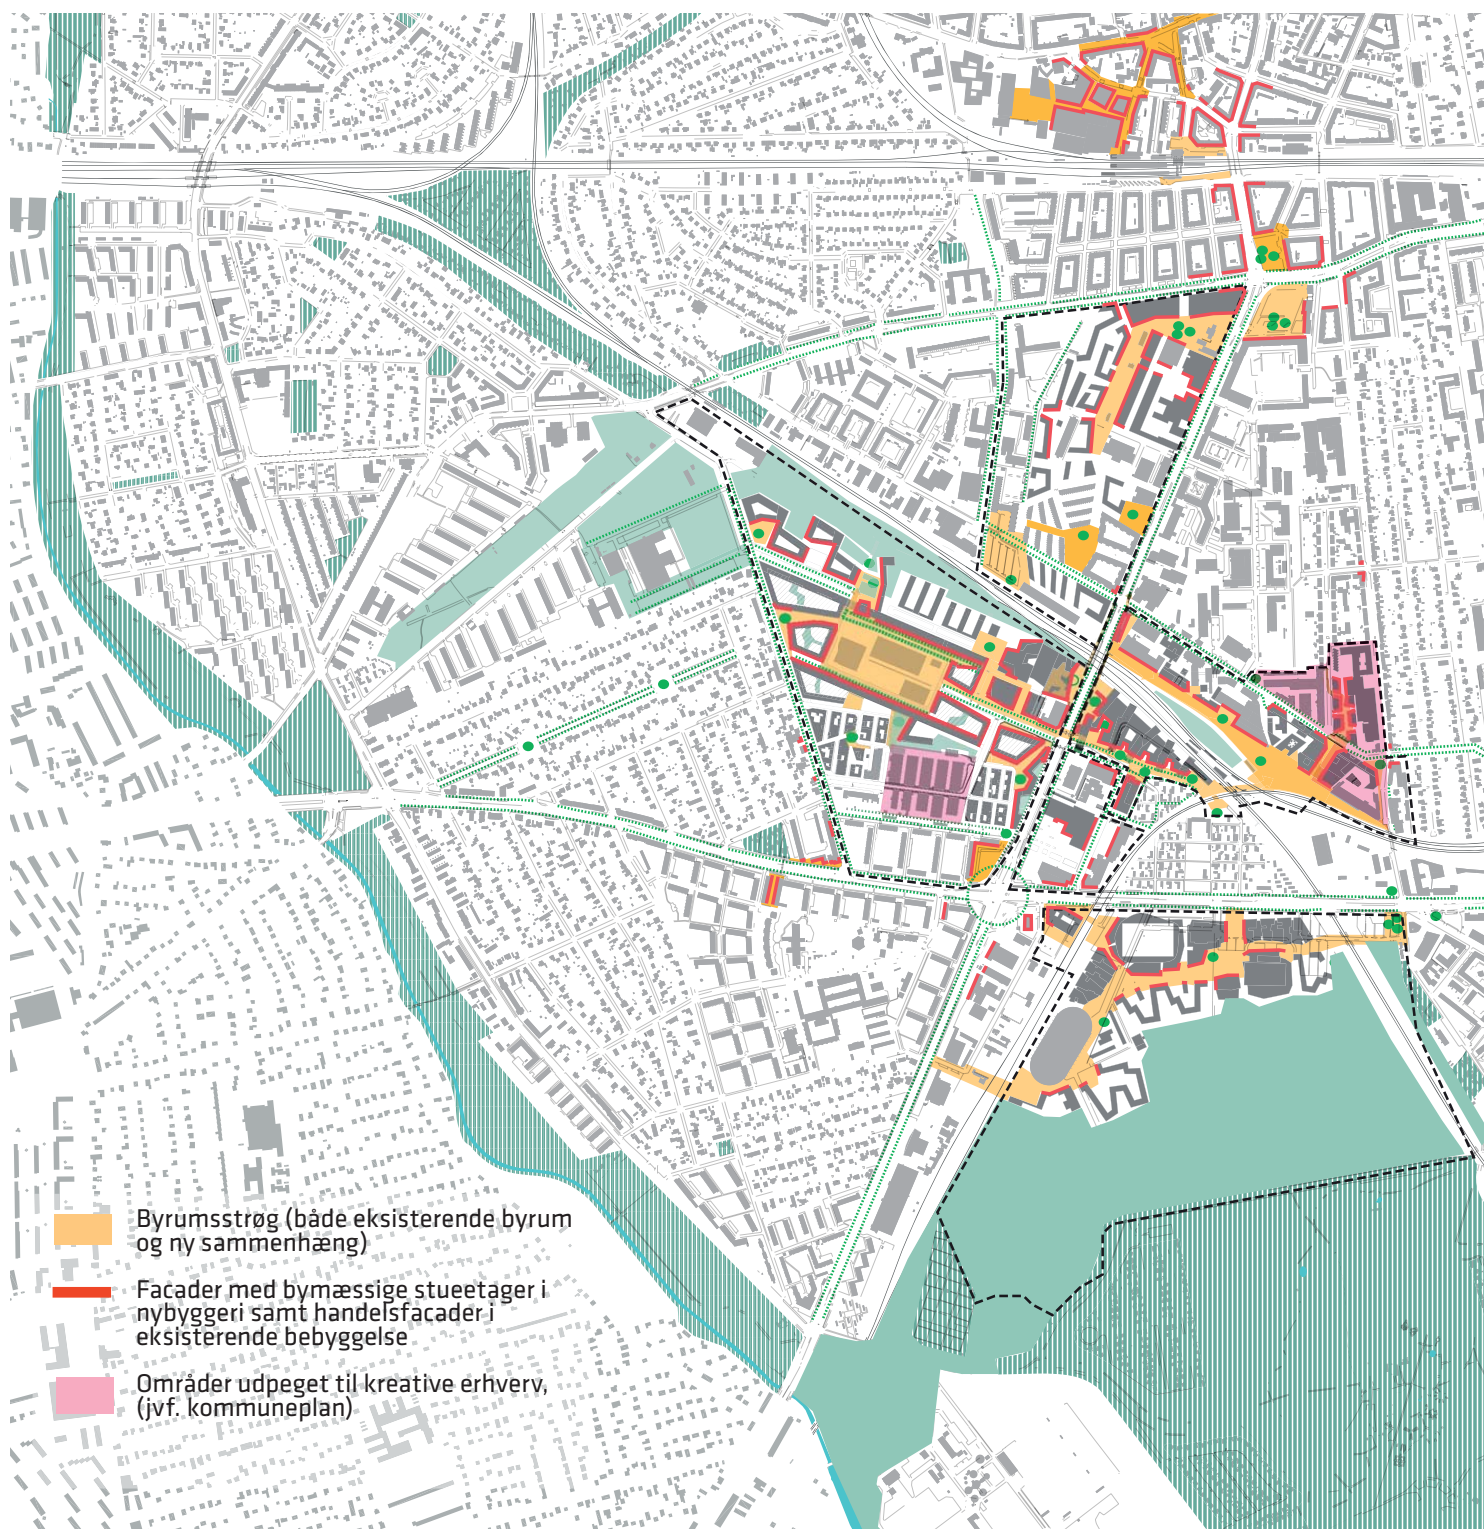 Byrumsstrøg (både eksisterende byrum
og ny sammenhæng)
Facader med bymæssige stueetager i
nybyggeri samt handelsfacader i
eksisterende bebyggelse
Områder udpeget til kreative erhverv,
(jvf. kommuneplan)